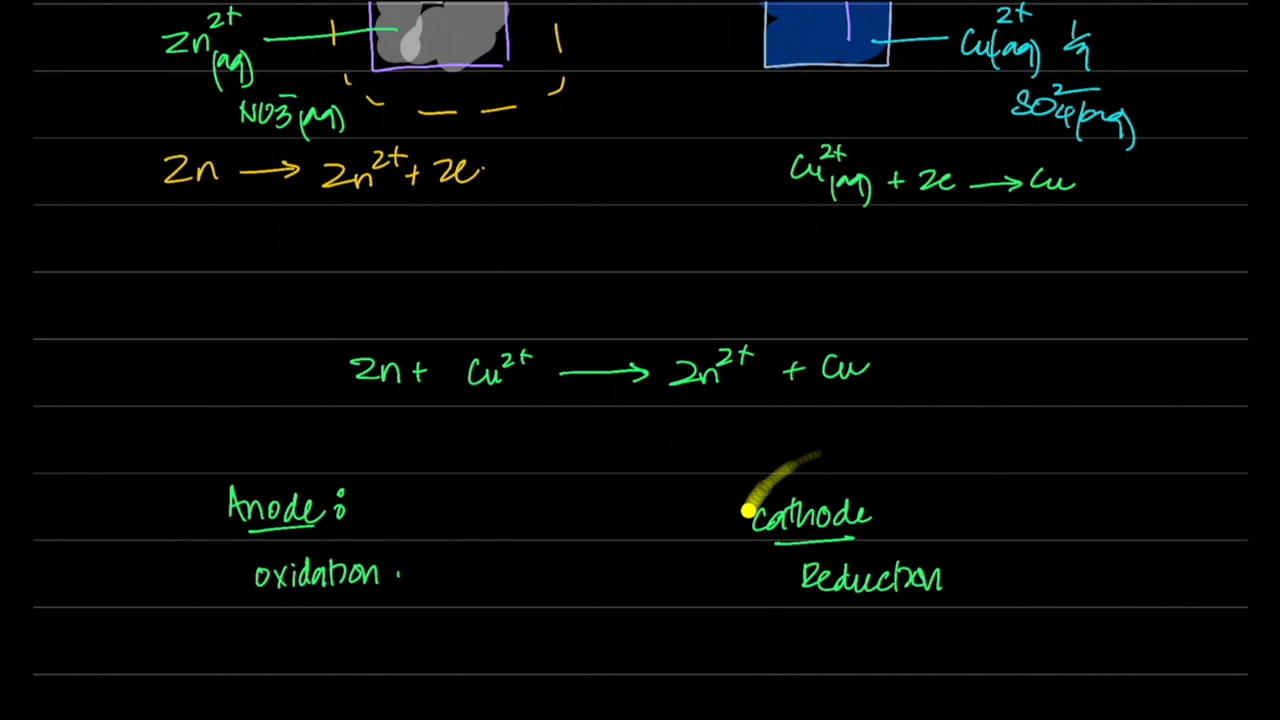 Zn²⁺(aq)
NO3⁻(aq)
Cu²⁺(aq)
SO4²⁻(aq)
Zn → Zn²⁺ + 2e
Cu²⁺(aq) + 2e → Cu
Zn + Cu²⁺ → Zn²⁺ + Cu
Anode:
Cathode
oxidation.
Reduction